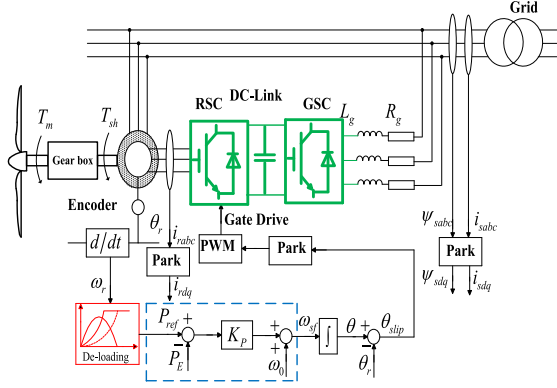 Grid
RSC
DC-Link
GSC
L_g
R_g
T_m
T_sh
Gear box
Encoder
θ_r
i_rabc
Gate Drive
ψ_sabc
i_sabc
d/dt
Park
PWM
Park
Park
ω_r
i_rdq
ψ_sdq
i_sdq
P_ref
+
K_P
+
ω_sf
∫
θ
+
θ_slip
De-loading
−
P_E
+
ω_0
−
θ_r